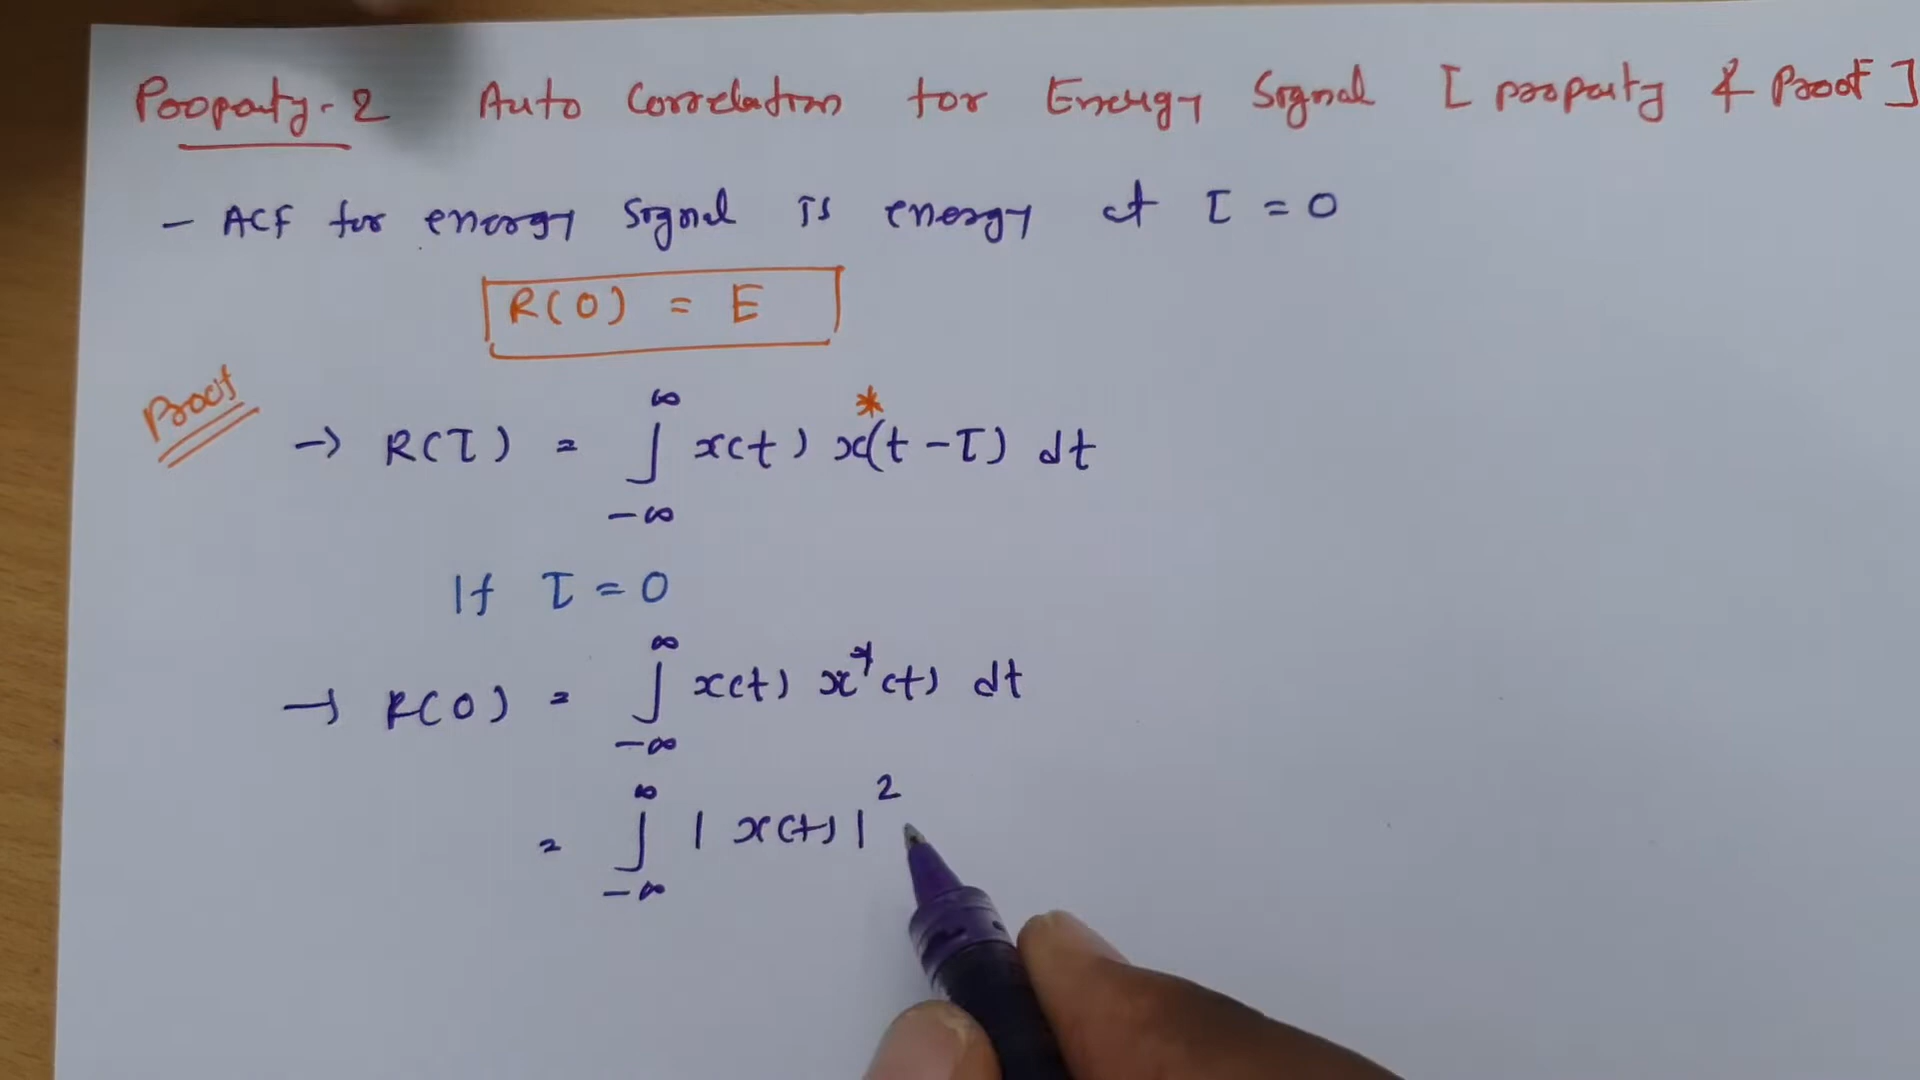 Property-2 Auto Correlation for Energy Signal [property & Proof]
- ACF for energy signal is energy at τ = 0
R(0) = E
Proof
→ R(τ) = ∫_{-∞}^{∞} x(t) x*(t-τ) dt
If τ = 0
→ R(0) = ∫_{-∞}^{∞} x(t) x*(t) dt
= ∫_{-∞}^{∞} |x(t)|²